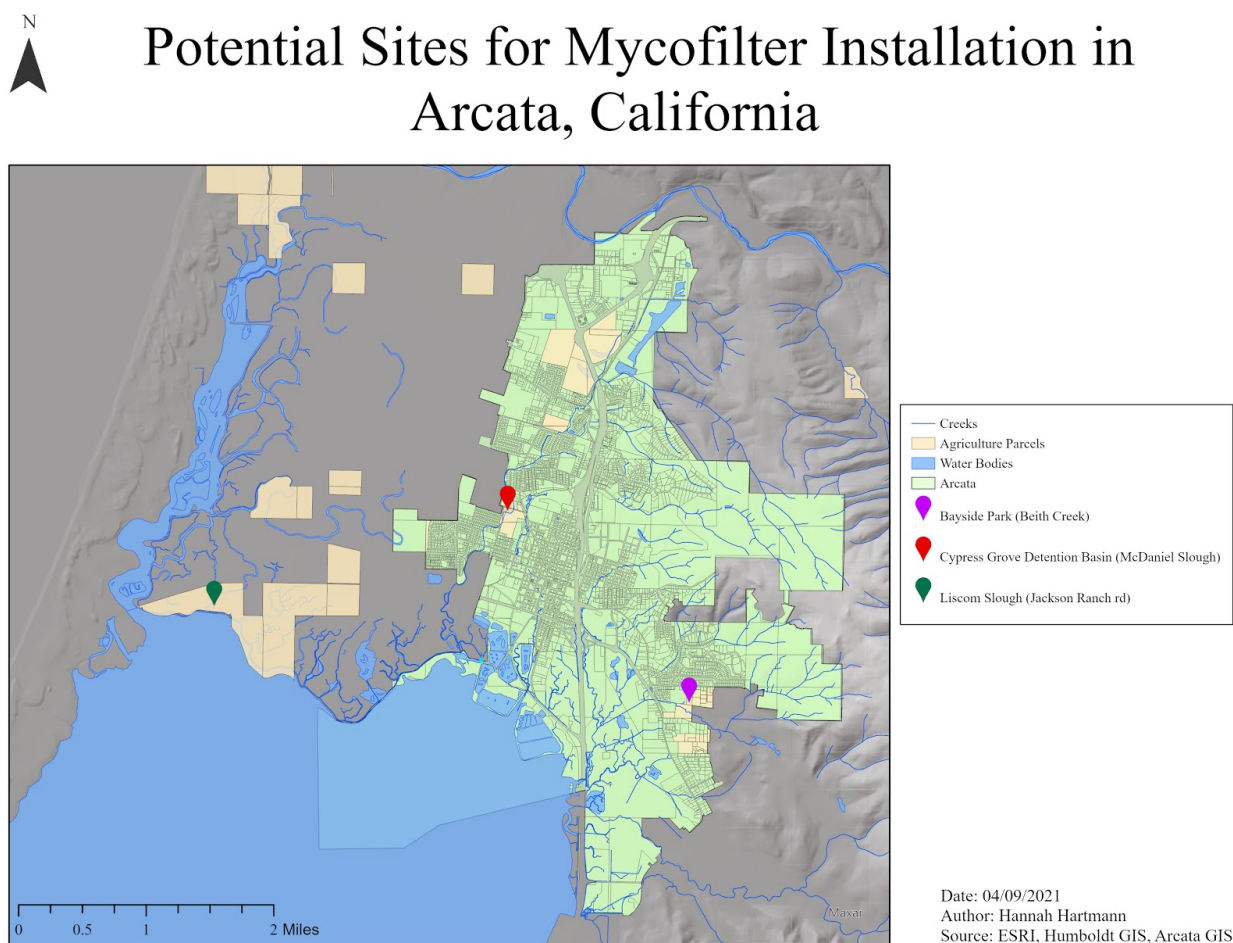 N
Potential Sites for Mycofilter Installation in
Arcata, California
Creeks
Agriculture Parcels
Water Bodies
Arcata
Bayside Park (Beith Creek)
Cypress Grove Detention Basin (McDaniel Slough)
Liscom Slough (Jackson Ranch rd)
Maxar
0 0.5 1 2 Miles
Date: 04/09/2021
Author: Hannah Hartmann
Source: ESRI, Humboldt GIS, Arcata GIS